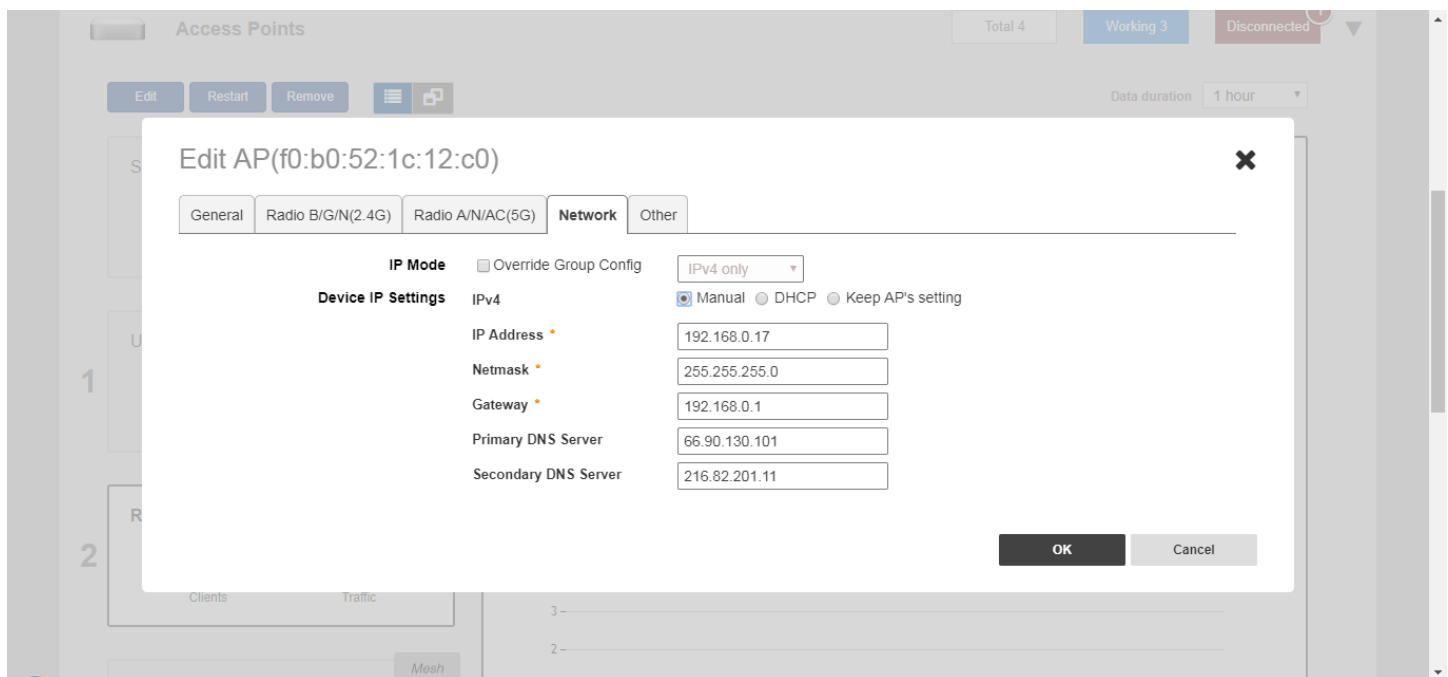 Access Points
Total 4
Working 3
Disconnected
Edit
Restart
Remove
Data duration 1 hour
S
Edit AP(f0:b0:52:1c:12:c0)
General
Radio B/G/N(2.4G)
Radio A/N/AC(5G)
Network
Other
IP Mode Override Group Config IPv4 only
Device IP Settings IPv4 Manual DHCP Keep AP's setting
IP Address * 192.168.0.17
U
Netmask * 255.255.255.0
1
Gateway * 192.168.0.1
Primary DNS Server 66.90.130.101
Secondary DNS Server 216.82.201.11
R
2
OK
Cancel
Clients
Traffic
3
2
Mesh